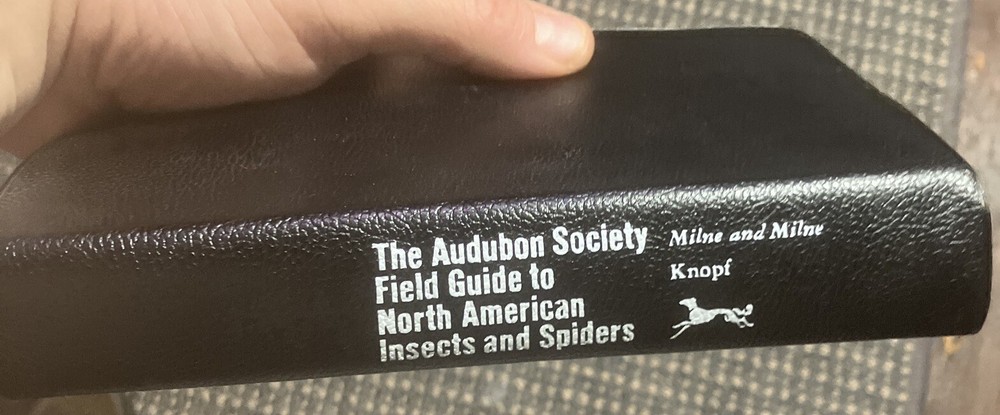 The Audubon Society
Field Guide to
North American
Insects and Spiders
Milne and Milne
Knopf